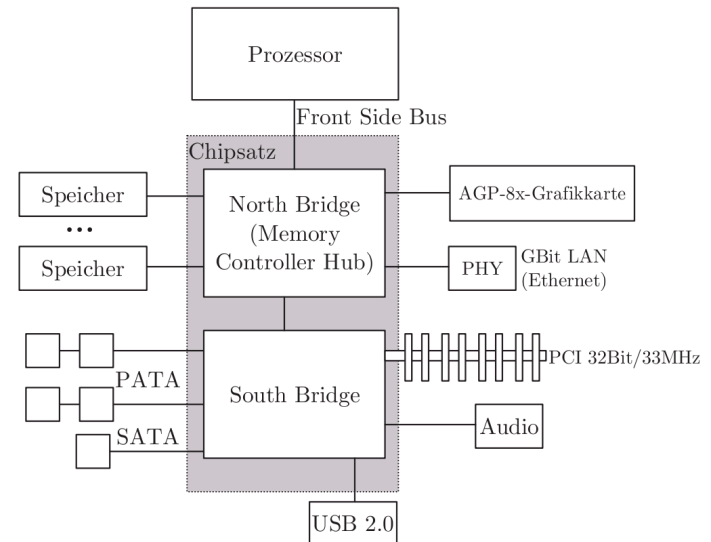 Prozessor
Front Side Bus
Chipsatz
Speicher
...
Speicher
North Bridge
(Memory
Controller Hub)
AGP-8x-Grafikkarte
PHY
GBit LAN
(Ethernet)
PATA
SATA
South Bridge
PCI 32Bit/33MHz
Audio
USB 2.0